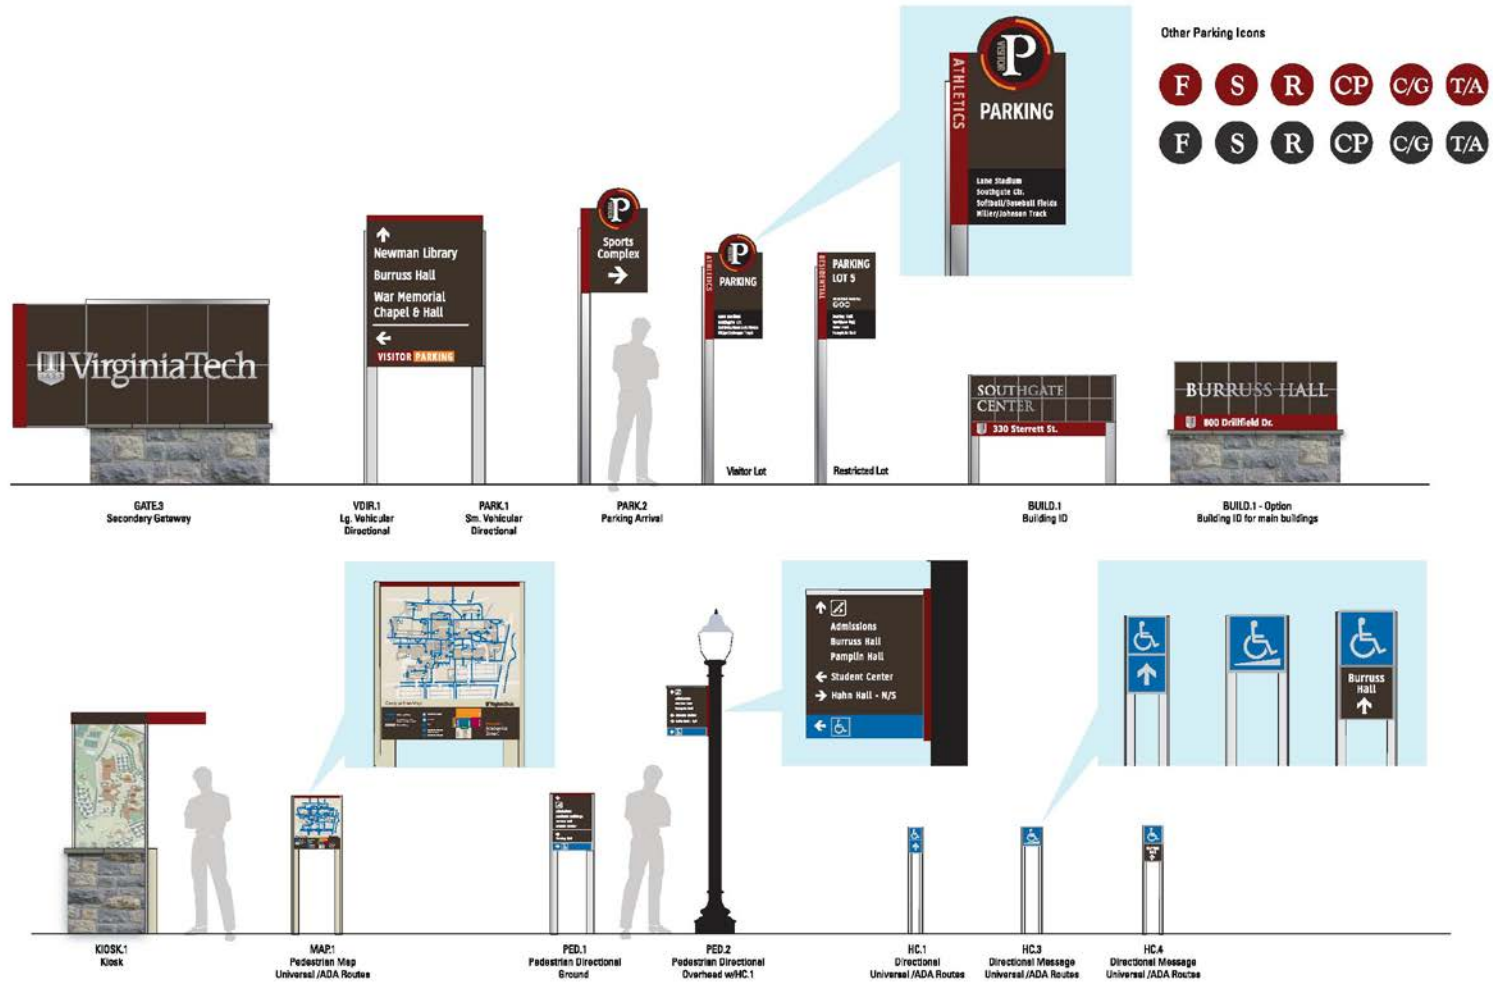 Other Parking Icons
F S R CP C/G T/A
F S R CP C/G T/A
VISITOR
P
ATHLETICS
PARKING
Lane Stadium
Southgate Ctr.
Softball/Baseball Fields
Miller/Johnson Track
VirginiaTech
Newman Library
Burruss Hall
War Memorial
Chapel & Hall
VISITOR PARKING
P
Sports
Complex
P
ATHLETICS
PARKING
Visitor Lot
RESIDENTIAL
PARKING
LOT 5
Restricted Lot
SOUTHGATE
CENTER
330 Sterrett St.
BURRUSS HALL
800 Drillfield Dr.
GATE.3
Secondary Gateway
VDIR.1
Lg. Vehicular
Directional
PARK.1
Sm. Vehicular
Directional
PARK.2
Parking Arrival
BUILD.1
Building ID
BUILD.1 - Option
Building ID for main buildings
Admissions
Burruss Hall
Pamplin Hall
Student Center
Hahn Hall - N/S
Burruss
Hall
KIOSK.1
Kiosk
MAP.1
Pedestrian Map
Universal /ADA Routes
PED.1
Pedestrian Directional
Ground
PED.2
Pedestrian Directional
Overhead w/HC.1
HC.1
Directional
Universal /ADA Routes
HC.3
Directional Message
Universal /ADA Routes
HC.4
Directional Message
Universal /ADA Routes